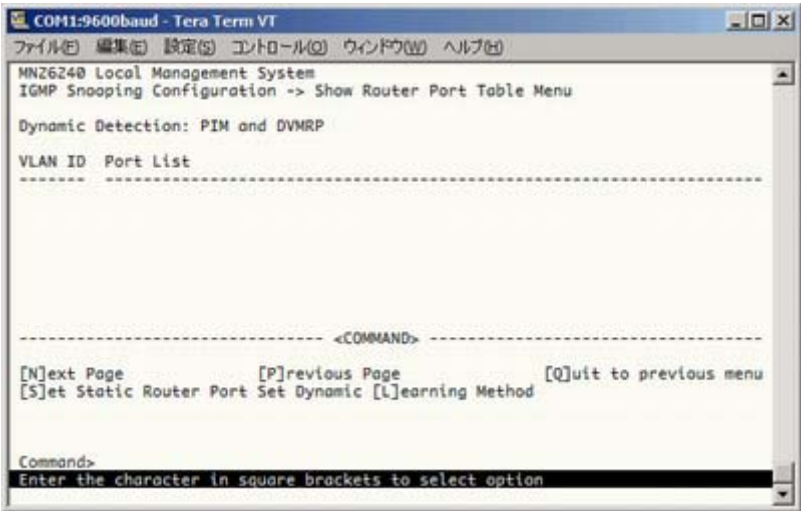 COM1:9600baud - Tera Term VT
ファイル(F) 編集(E) 設定(S) コントロール(O) ウィンドウ(W) ヘルプ(H)
MN26240 Local Management System
IGMP Snooping Configuration -> Show Router Port Table Menu
Dynamic Detection: PIM and DVMRP
VLAN ID Port List
------- --------------------------------------------------------------------
-------------------------------- <COMMAND> -----------------------------------
[N]ext Page [P]revious Page [Q]uit to previous menu
[S]et Static Router Port Set Dynamic [L]earning Method
Command>
Enter the character in square brackets to select option